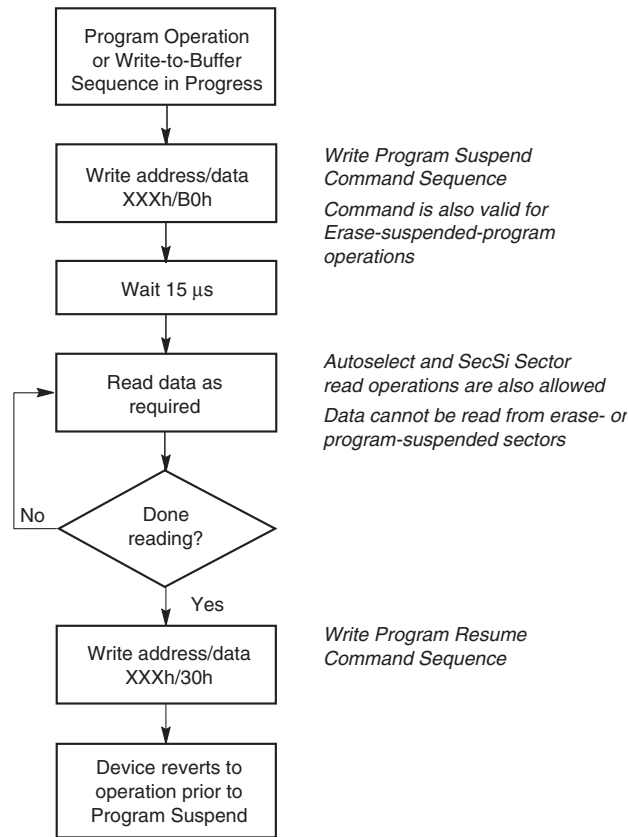 Program Operation
or Write-to-Buffer
Sequence in Progress
Write address/data
XXXh/B0h
Write Program Suspend
Command Sequence
Command is also valid for
Erase-suspended-program
operations
Wait 15 μs
Read data as
required
Autoselect and SecSi Sector
read operations are also allowed
Data cannot be read from erase- or
program-suspended sectors
No
Done
reading?
Yes
Write address/data
XXXh/30h
Write Program Resume
Command Sequence
Device reverts to
operation prior to
Program Suspend